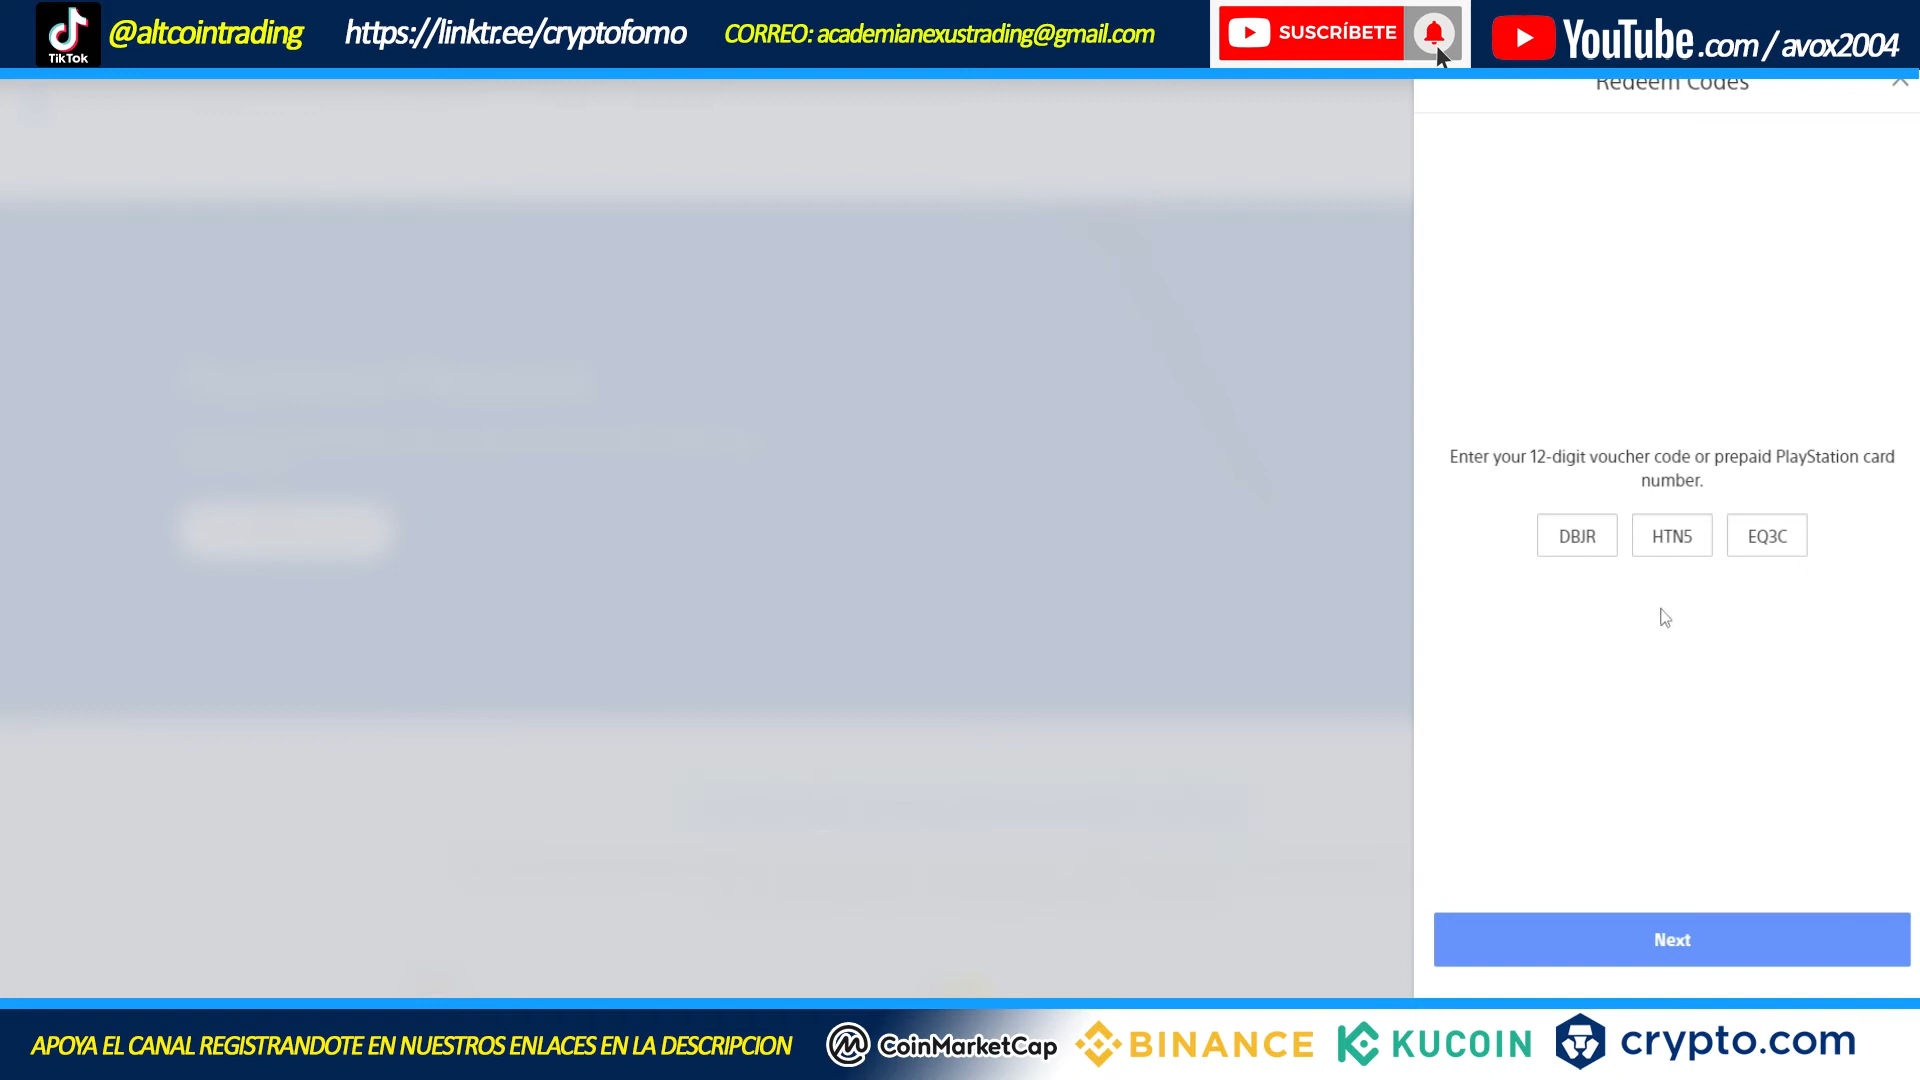 TikTok
@altcointrading
https://linktr.ee/cryptofomo
CORREO: academianexustrading@gmail.com
SUSCRÍBETE
YouTube.com / avox2004
Redeem Codes
Enter your 12-digit voucher code or prepaid PlayStation card
number.
DBJR HTN5 EQ3C
Next
APOYA EL CANAL REGISTRANDOTE EN NUESTROS ENLACES EN LA DESCRIPCION
CoinMarketCap
BINANCE
KUCOIN
crypto.com